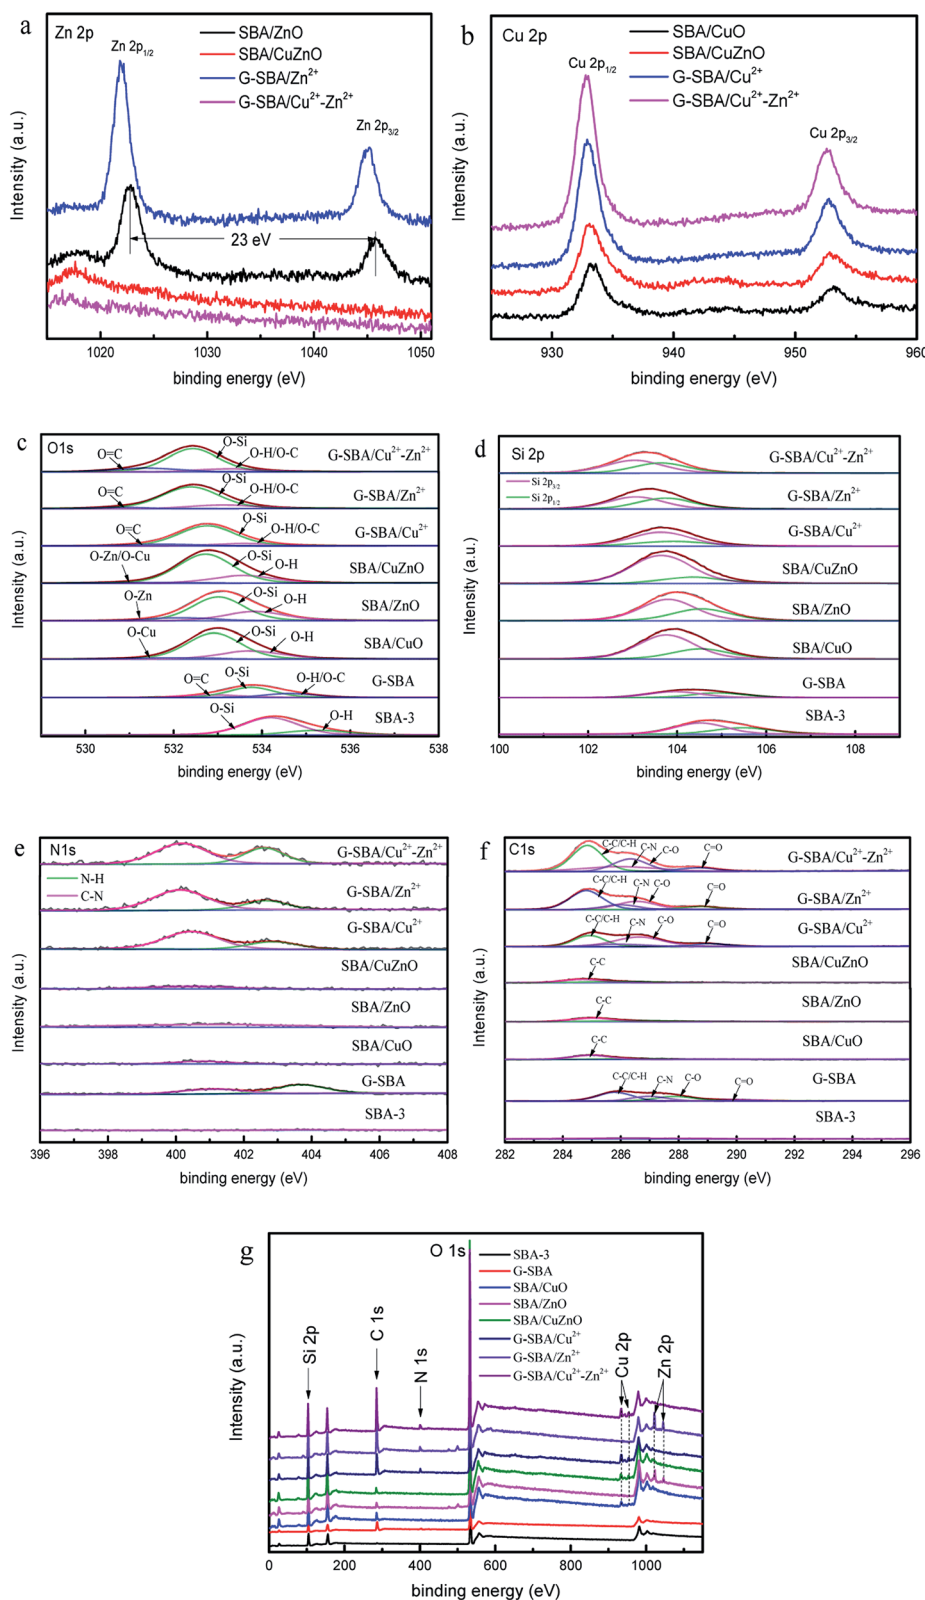 a
Zn 2p
Zn 2p1/2
SBA/ZnO
SBA/CuZnO
G-SBA/Zn2+
G-SBA/Cu2+-Zn2+
Zn 2p3/2
23 eV
Intensity (a.u.)
1020 1030 1040 1050
binding energy (eV)
b
Cu 2p
Cu 2p1/2
SBA/CuO
SBA/CuZnO
G-SBA/Cu2+
G-SBA/Cu2+-Zn2+
Cu 2p3/2
Intensity (a.u.)
930 940 950 960
binding energy (eV)
c
O1s
O=C O-Si O-H/O-C G-SBA/Cu2+-Zn2+
O=C O-Si O-H/O-C G-SBA/Zn2+
O=C O-Si O-H/O-C G-SBA/Cu2+
O-Zn/O-Cu O-Si O-H SBA/CuZnO
O-Zn O-Si O-H SBA/ZnO
O-Cu O-Si O-H SBA/CuO
O=C O-Si O-H/O-C G-SBA
O-Si O-H SBA-3
Intensity (a.u.)
530 532 534 536 538
binding energy (eV)
d
Si 2p
Si 2p3/2
Si 2p1/2
G-SBA/Cu2+-Zn2+
G-SBA/Zn2+
G-SBA/Cu2+
SBA/CuZnO
SBA/ZnO
SBA/CuO
G-SBA
SBA-3
Intensity (a.u.)
100 102 104 106 108
binding energy (eV)
e
N1s
N-H
C-N
G-SBA/Cu2+-Zn2+
G-SBA/Zn2+
G-SBA/Cu2+
SBA/CuZnO
SBA/ZnO
SBA/CuO
G-SBA
SBA-3
Intensity (a.u.)
396 398 400 402 404 406 408
binding energy (eV)
f
C1s
C-C/C-H C-N C-O C=O G-SBA/Cu2+-Zn2+
C-C/C-H C-N C-O C=O G-SBA/Zn2+
C-C/C-H C-N C-O C=O G-SBA/Cu2+
C-C SBA/CuZnO
C-C SBA/ZnO
C-C SBA/CuO
C-C/C-H C-N C-O C=O G-SBA
SBA-3
Intensity (a.u.)
282 284 286 288 290 292 294 296
binding energy (eV)
g
O 1s
SBA-3
G-SBA
SBA/CuO
SBA/ZnO
SBA/CuZnO
G-SBA/Cu2+
G-SBA/Zn2+
G-SBA/Cu2+-Zn2+
Si 2p
C 1s
N 1s
Cu 2p
Zn 2p
Intensity (a.u.)
0 200 400 600 800 1000
binding energy (eV)